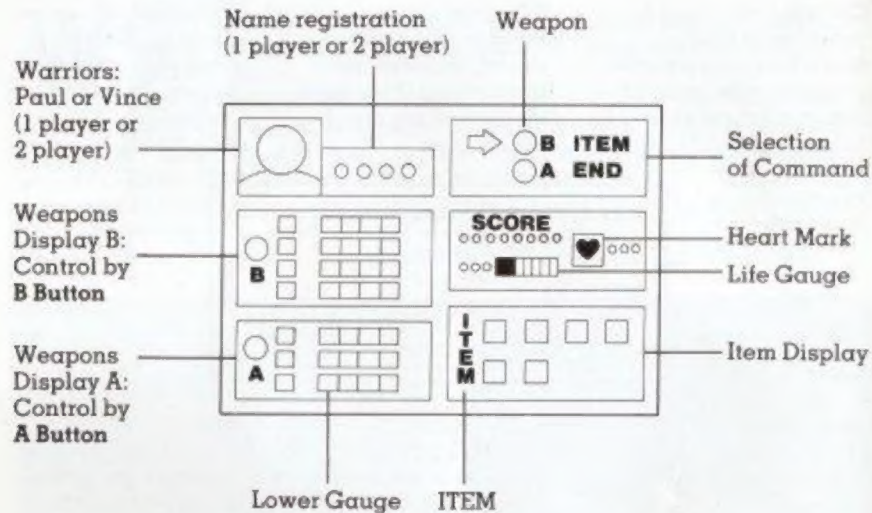 Name registration
(1 player or 2 player)
Weapon
Warriors:
Paul or Vince
(1 player or
2 player)
B ITEM
A END
Selection
of Command
Weapons
Display B:
Control by
B Button
B
SCORE
Heart Mark
Life Gauge
Weapons
Display A:
Control by
A Button
A
ITEM
Item Display
Lower Gauge
ITEM